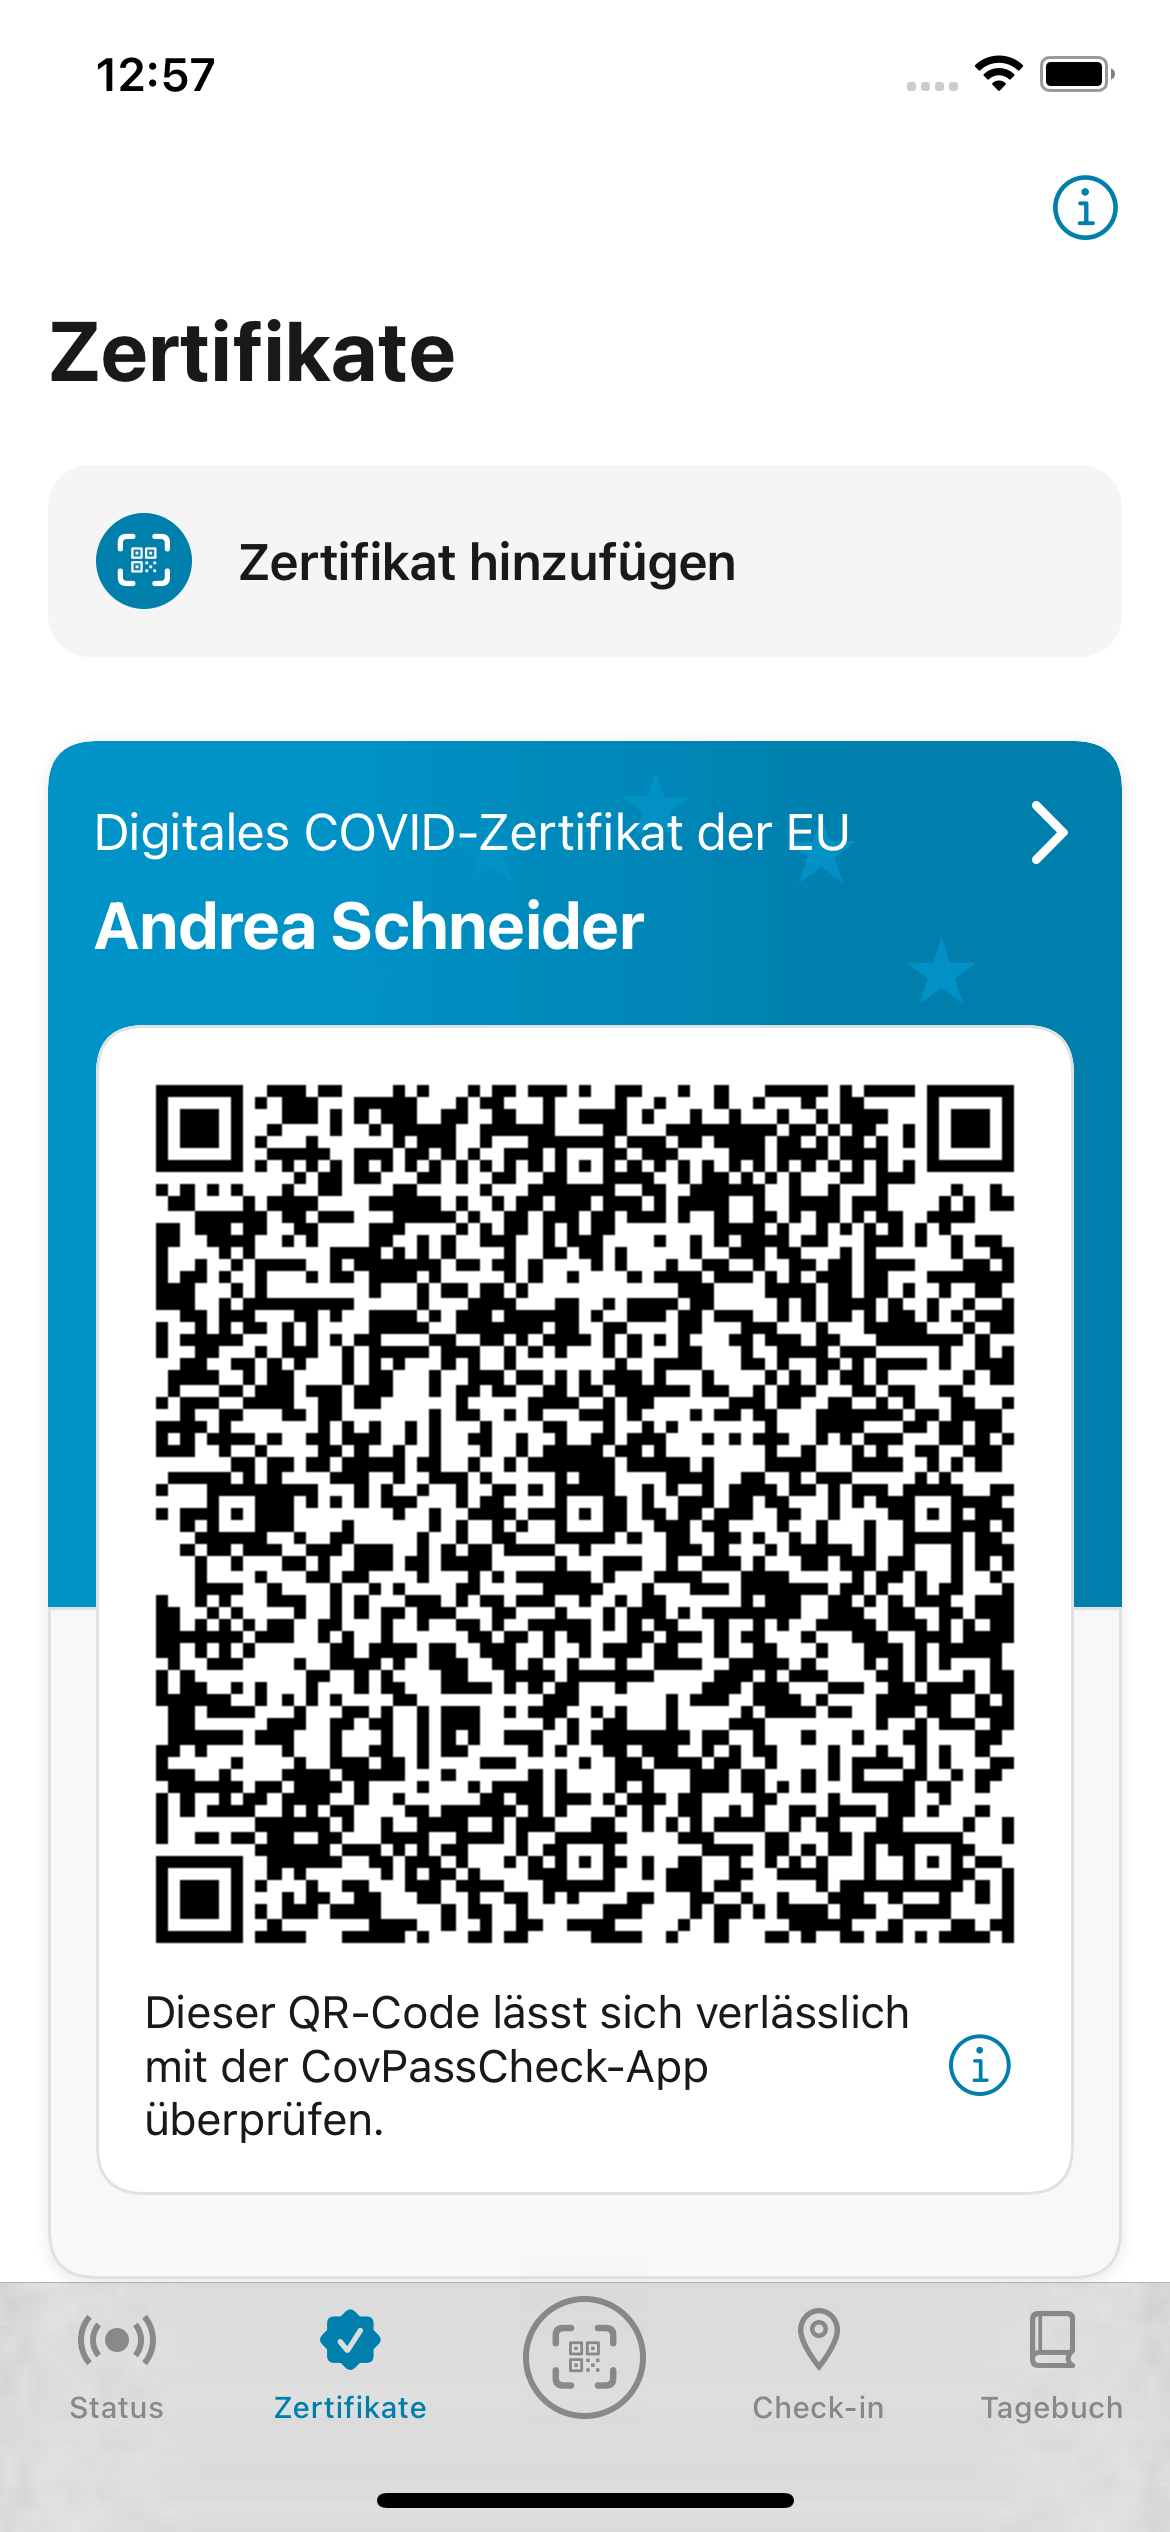 12:57
Zertifikate
Zertifikat hinzufügen
Digitales COVID-Zertifikat der EU
Andrea Schneider
Dieser QR-Code lässt sich verlässlich
mit der CovPassCheck-App
überprüfen.
Status
Zertifikate
Check-in
Tagebuch